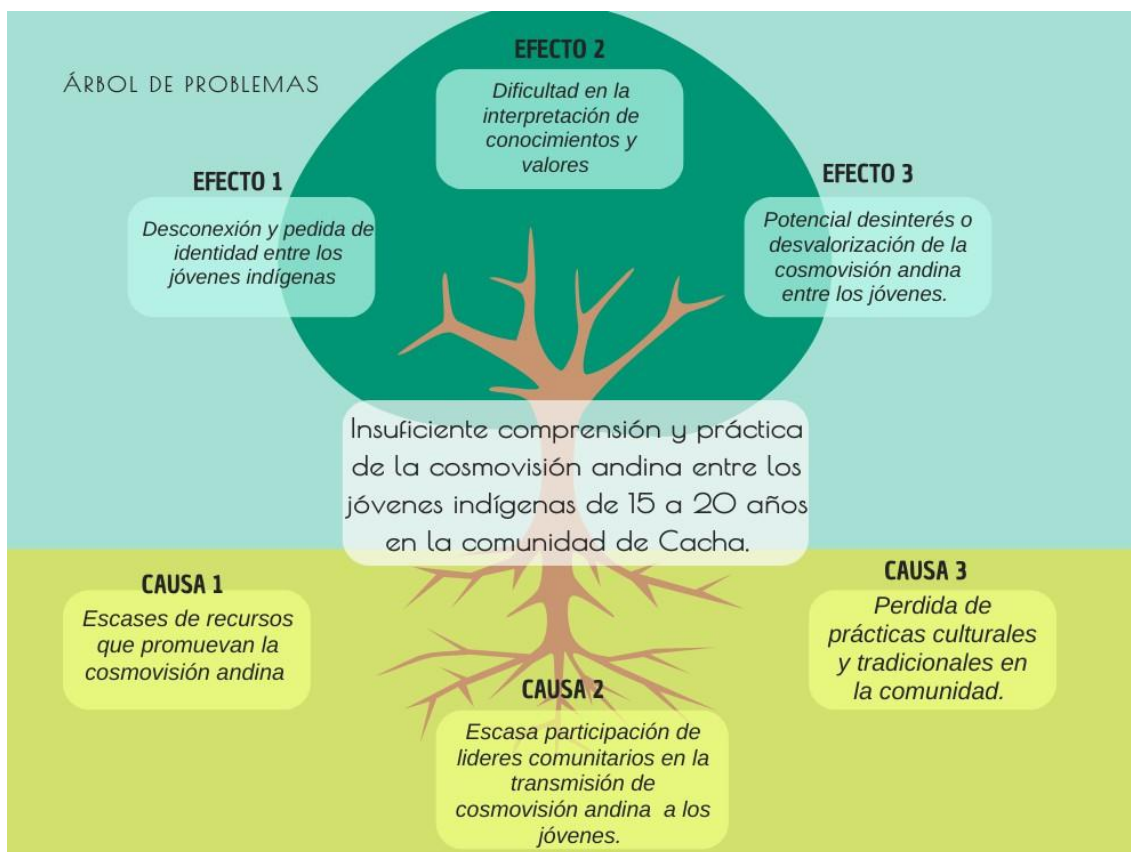 ÁRBOL DE PROBLEMAS
EFECTO 2
Dificultad en la
interpretación de
conocimientos y
valores
EFECTO 1
Desconexión y pedida de
identidad entre los
jóvenes indígenas
EFECTO 3
Potencial desinterés o
desvalorización de la
cosmovisión andina
entre los jóvenes.
Insuficiente comprensión y práctica
de la cosmovisión andina entre los
jóvenes indígenas de 15 a 20 años
en la comunidad de Cacha.
CAUSA 1
Escases de recursos
que promuevan la
cosmovisión andina
CAUSA 2
Escasa participación de
lideres comunitarios en la
transmisión de
cosmovisión andina a los
jóvenes.
CAUSA 3
Perdida de
prácticas culturales
y tradicionales en
la comunidad.